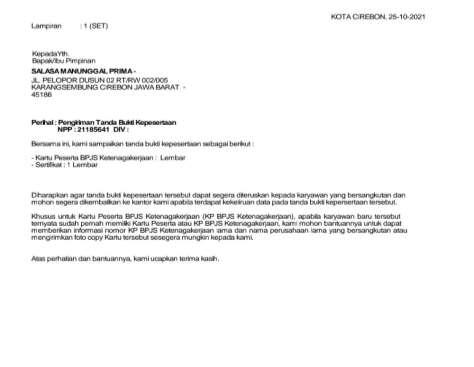 KOTA CIREBON, 25-10-2021
Lampiran : 1 (SET)
KepadaYth.
Bapak/Ibu Pimpinan
SALASA MANUNGGAL PRIMA -
JL. PELOPOR DUSUN 02 RT/RW 002/005
KARANGSEMBUNG CIREBON JAWA BARAT -
45186
Perihal : Pengiriman Tanda Bukti Kepesertaan
NPP : 21185641 DIV :
Bersama ini, kami sampaikan tanda bukti kepesertaan sebagai berikut :
- Kartu Peserta BPJS Ketenagakerjaan : Lembar
- Sertifikat : 1 Lembar
Diharapkan agar tanda bukti kepesertaan tersebut dapat segera diteruskan kepada karyawan yang bersangkutan dan
mohon segera dikembalikan ke kantor kami apabila terdapat kekeliruan data pada tanda bukti kepersertaan tersebut.
Khusus untuk Kartu Peserta BPJS Ketenagakerjaan (KP BPJS Ketenagakerjaan), apabila karyawan baru tersebut
ternyata sudah pernah memiliki Kartu Peserta atau KP BPJS Ketenagakerjaan, kami mohon bantuannya untuk dapat
memberikan informasi nomor KP BPJS Ketenagakerjaan lama dan nama perusahaan lama yang bersangkutan atau
mengirimkan foto copy Kartu tersebut sesegera mungkin kepada kami.
Atas perhatian dan bantuannya, kami ucapkan terima kasih.